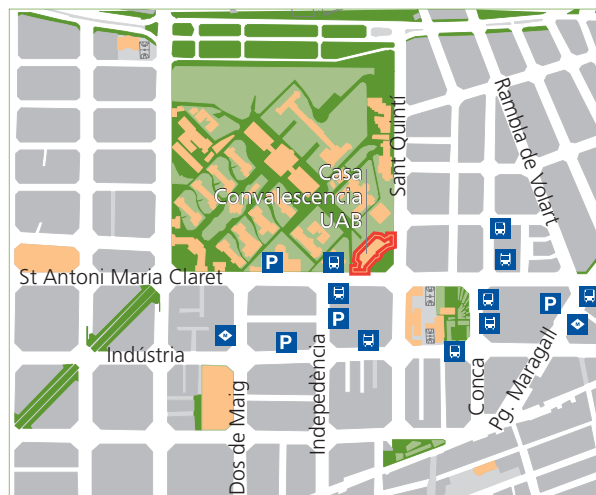 Rambla de Volart
Sant Quintí
Casa
Convalescencia
UAB
St Antoni Maria Claret
P
P
P
P
Indústria
Indepedència
Dos de Maig
Conca
Pg. Maragall